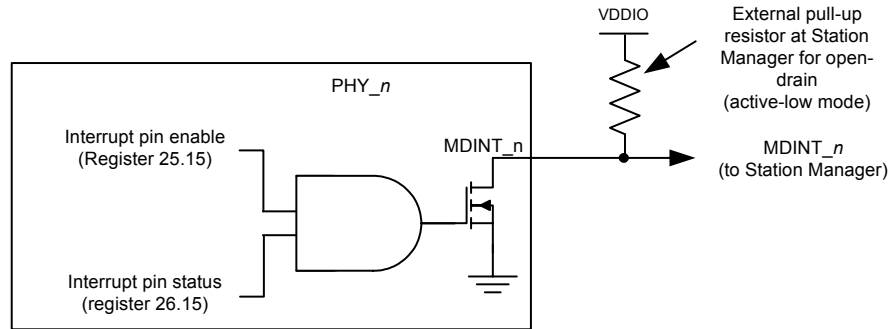 VDDIO
External pull-up
resistor at Station
Manager for open-
drain
(active-low mode)
PHY_n
Interrupt pin enable
(Register 25.15)
MDINT_n
MDINT_n
(to Station Manager)
Interrupt pin status
(register 26.15)